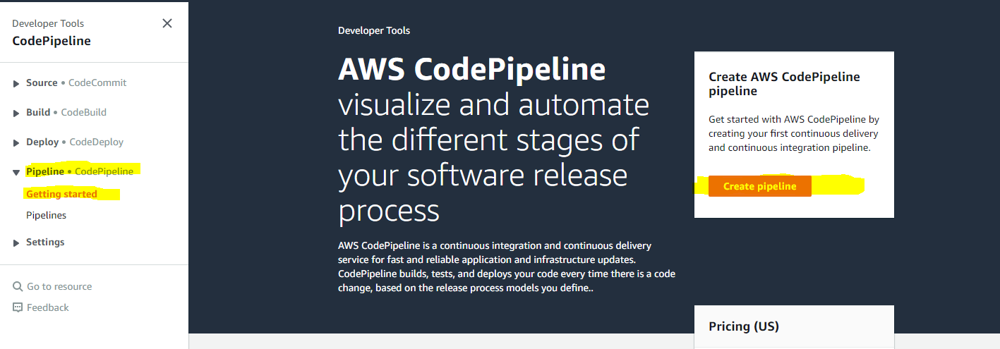 Developer Tools
CodePipeline
Source • CodeCommit
Build • CodeBuild
Deploy • CodeDeploy
Pipeline • CodePipeline
Getting started
Pipelines
Settings
Go to resource
Feedback
Developer Tools
AWS CodePipeline
visualize and automate
the different stages of
your software release
process
AWS CodePipeline is a continuous integration and continuous delivery
service for fast and reliable application and infrastructure updates.
CodePipeline builds, tests, and deploys your code every time there is a code
change, based on the release process models you define..
Create AWS CodePipeline
pipeline
Get started with AWS CodePipeline by
creating your first continuous delivery
and continuous integration pipeline.
Create pipeline
Pricing (US)